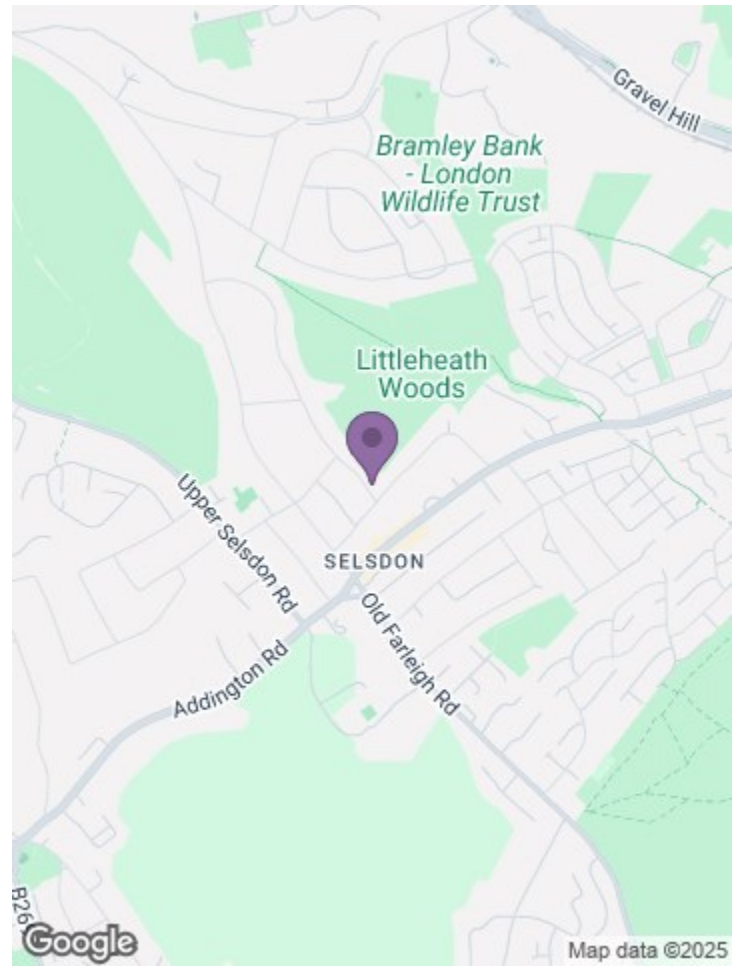 Gravel Hill
Bramley Bank
- London
Wildlife Trust
Littleheath
Woods
Upper Selsdon Rd
SELSDON
Old Farleigh Rd
Addington Rd
Google
Map data ©2025